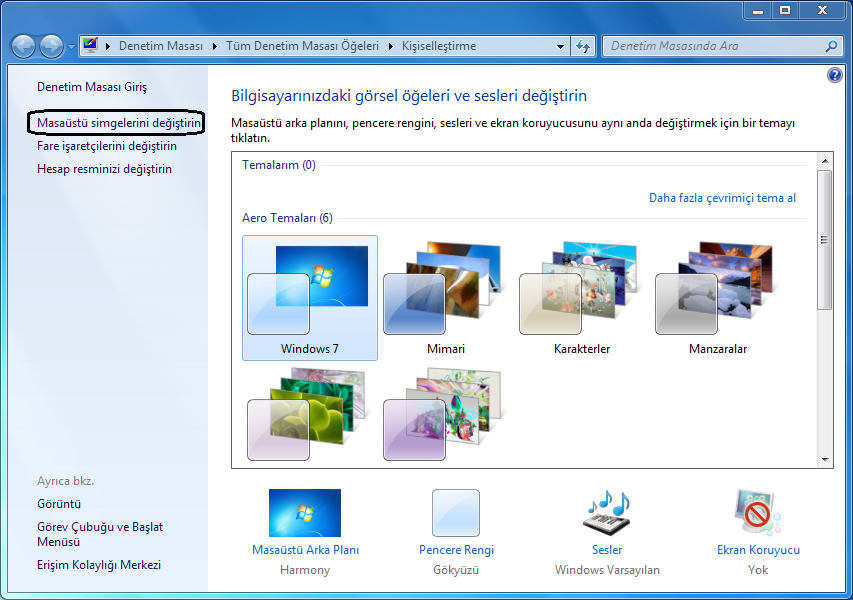 Denetim Masası
Tüm Denetim Masası Öğeleri
Kişiselleştirme
Denetim Masasında Ara
Denetim Masası Giriş
Masaüstü simgelerini değiştirin
Fare işaretçilerini değiştirin
Hesap resminizi değiştirin
Bilgisayarınızdaki görsel öğeleri ve sesleri değiştirin
Masaüstü arka planını, pencere rengini, sesleri ve ekran koruyucusunu aynı anda değiştirmek için bir temayı
tıklatın.
Temalarım (0)
Daha fazla çevrimiçi tema al
Aero Temaları (6)
Windows 7
Mimari
Karakterler
Manzaralar
Ayrıca bkz.
Görüntü
Görev Çubuğu ve Başlat
Menüsü
Erişim Kolaylığı Merkezi
Masaüstü Arka Planı
Harmony
Pencere Rengi
Gökyüzü
Sesler
Windows Varsayılan
Ekran Koruyucu
Yok